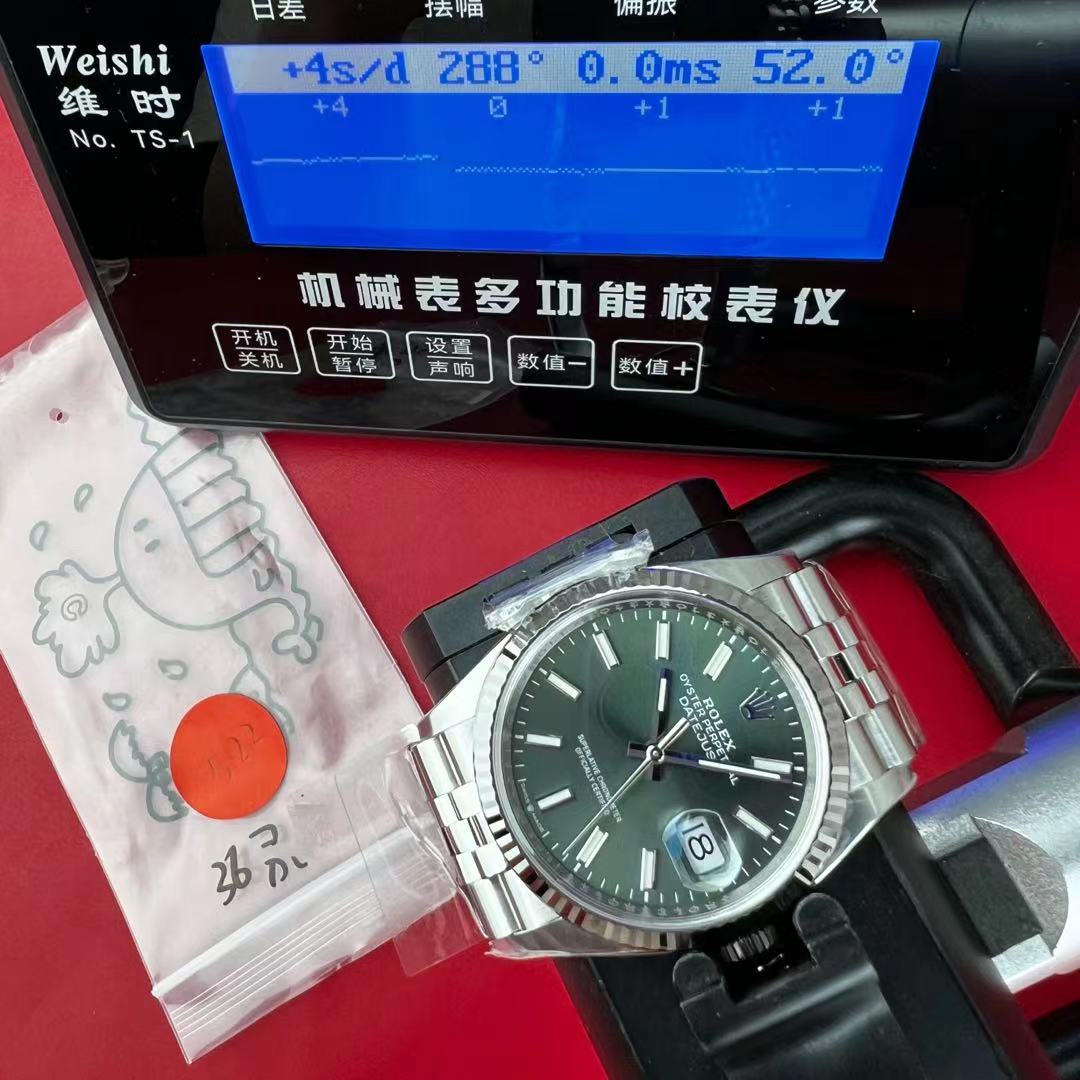 日差 摆幅 偏振 参数
Weishi
维时
No. TS-1
+4s/d 288° 0.0ms 52.0°
+4 0 +1 +1
机械表多功能校表仪
开机 关机
开始 暂停
设置 声响
数值-
数值+
G
ROLEX
OYSTER PERPETUAL
DATEJUST
SUPERLATIVE CHRONOMETER
OFFICIALLY CERTIFIED
18